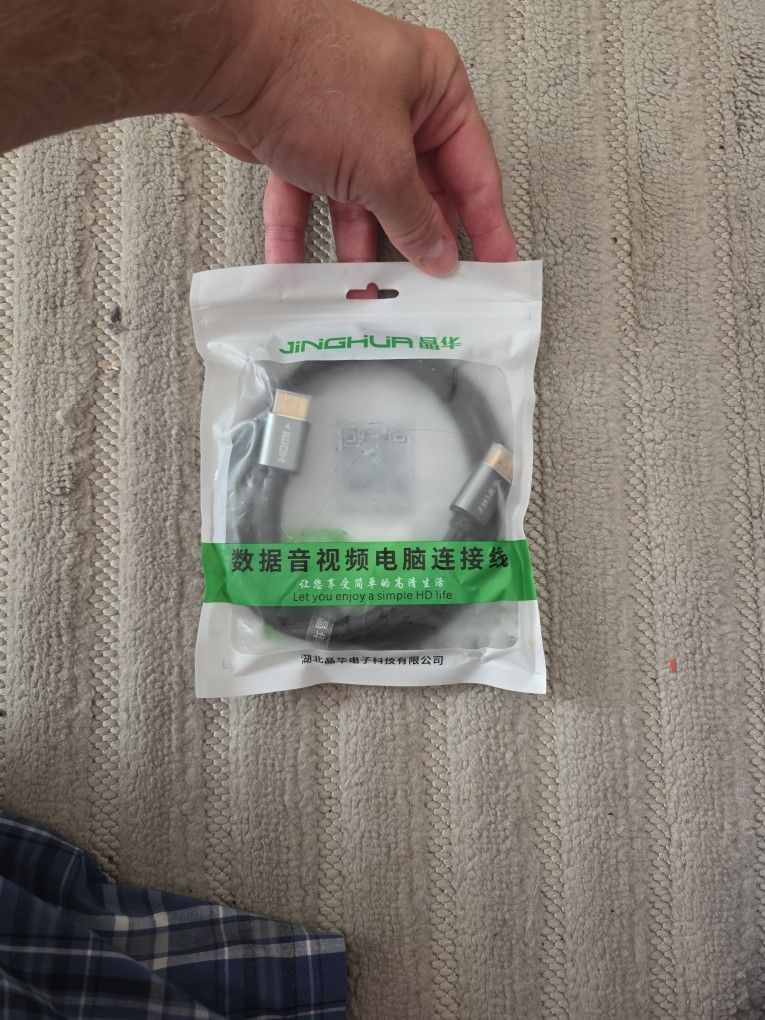 JINGHUA 晶华
HDMI
数据音视频电脑连接线
让您享受简单的高清生活
Let you enjoy a simple HD life
湖北晶华电子科技有限公司